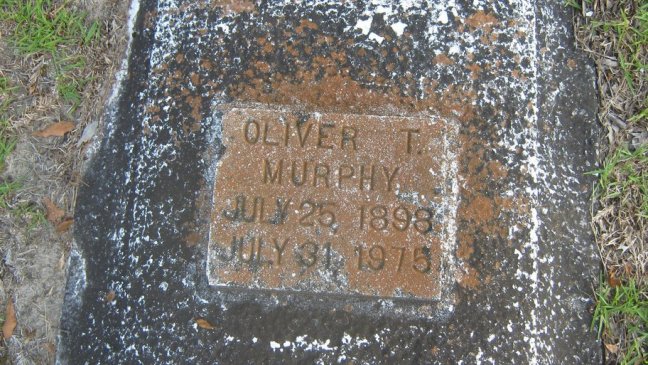 OLIVER T.
MURPHY
JULY 25, 1898
JULY 31, 1975